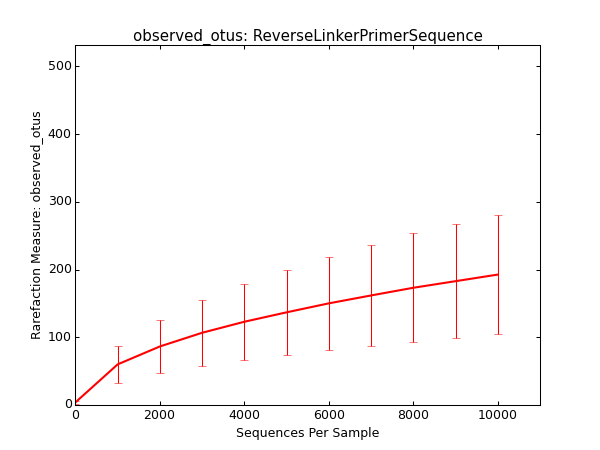 observed_otus: ReverseLinkerPrimerSequence
500
400
300
200
100
0
Rarefaction Measure: observed_otus
0 2000 4000 6000 8000 10000
Sequences Per Sample